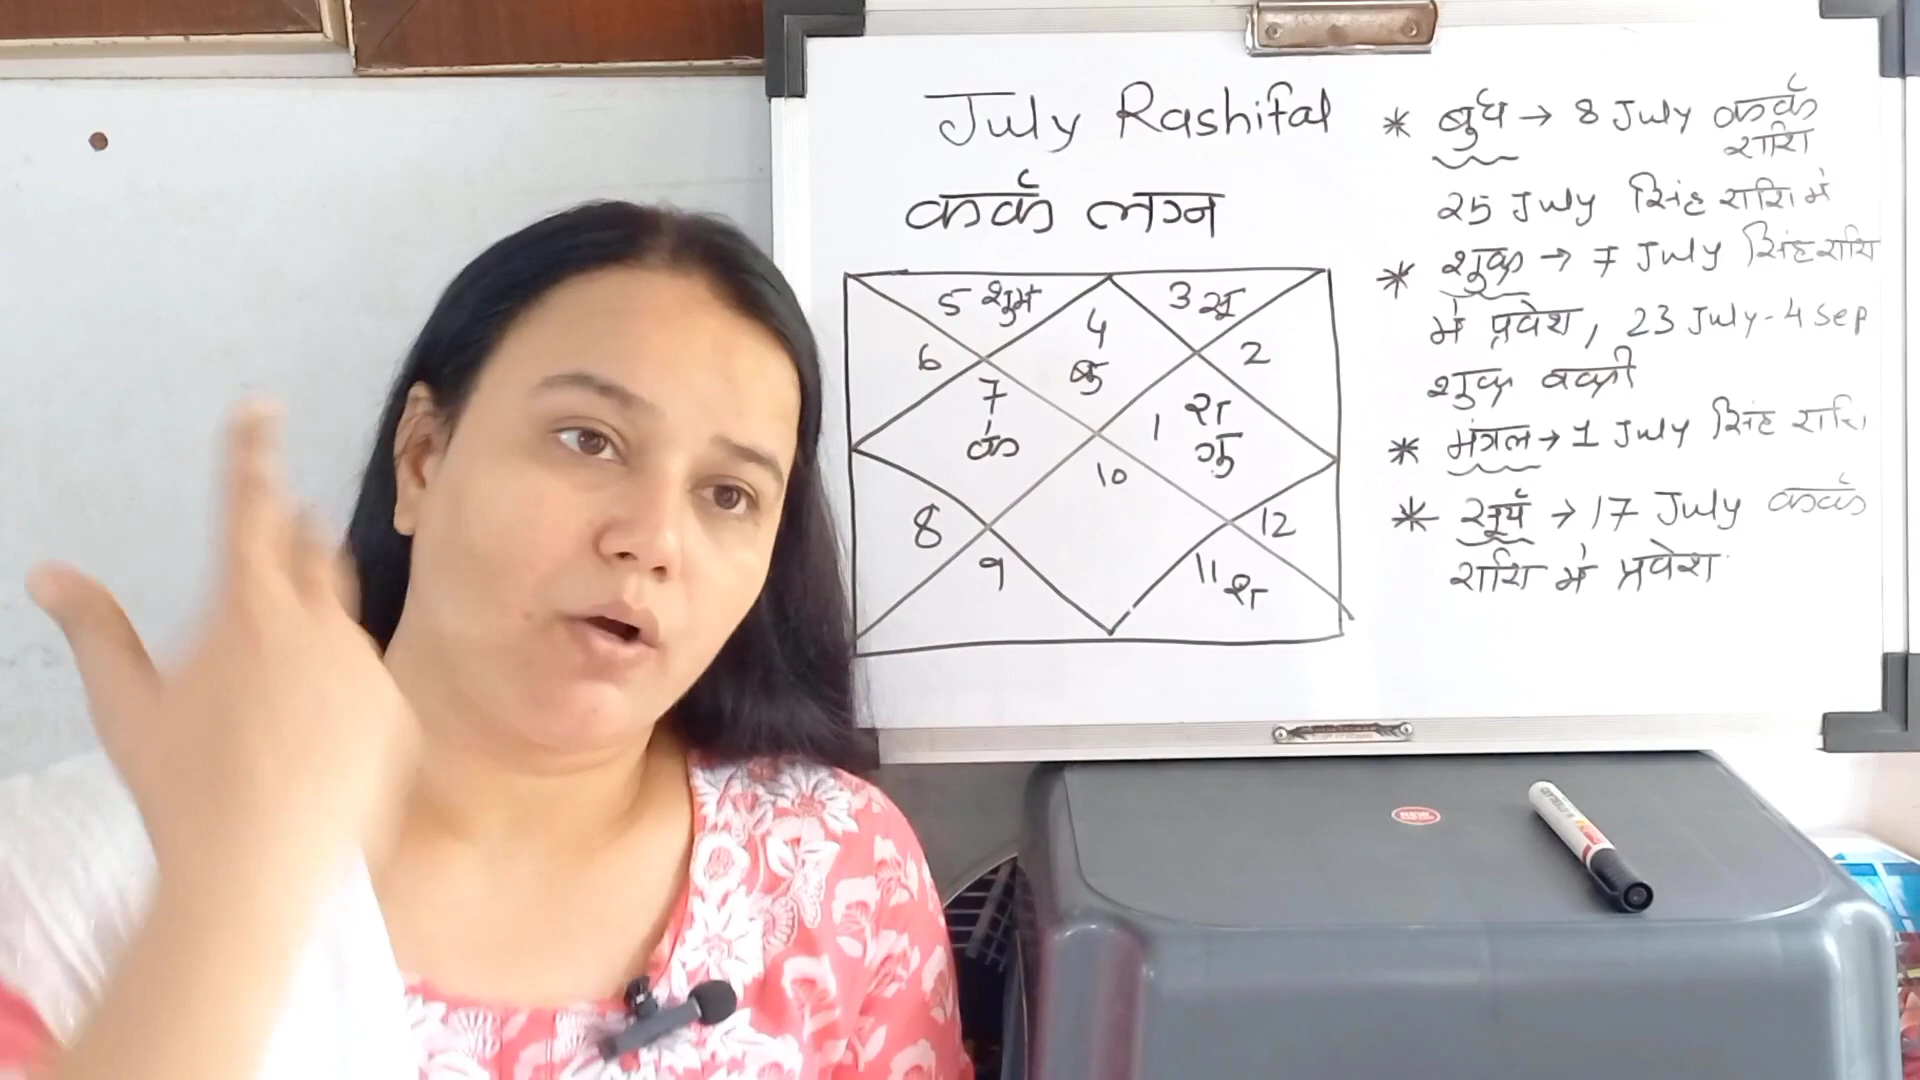 July Rashifal
कर्क लग्न
5 शु मं
4
बु
3 सू
2
6
7
के
1 रा
गु
10
8
9
12
11 श
* बुध → 8 July कर्क
राशि
25 July सिंह राशि में
* शुक्र → 7 July सिंह राशि
में प्रवेश, 23 July - 4 Sep
शुक्र वक्री
* मंगल → 1 July सिंह राशि
* सूर्य → 17 July कर्क
राशि में प्रवेश
NEW